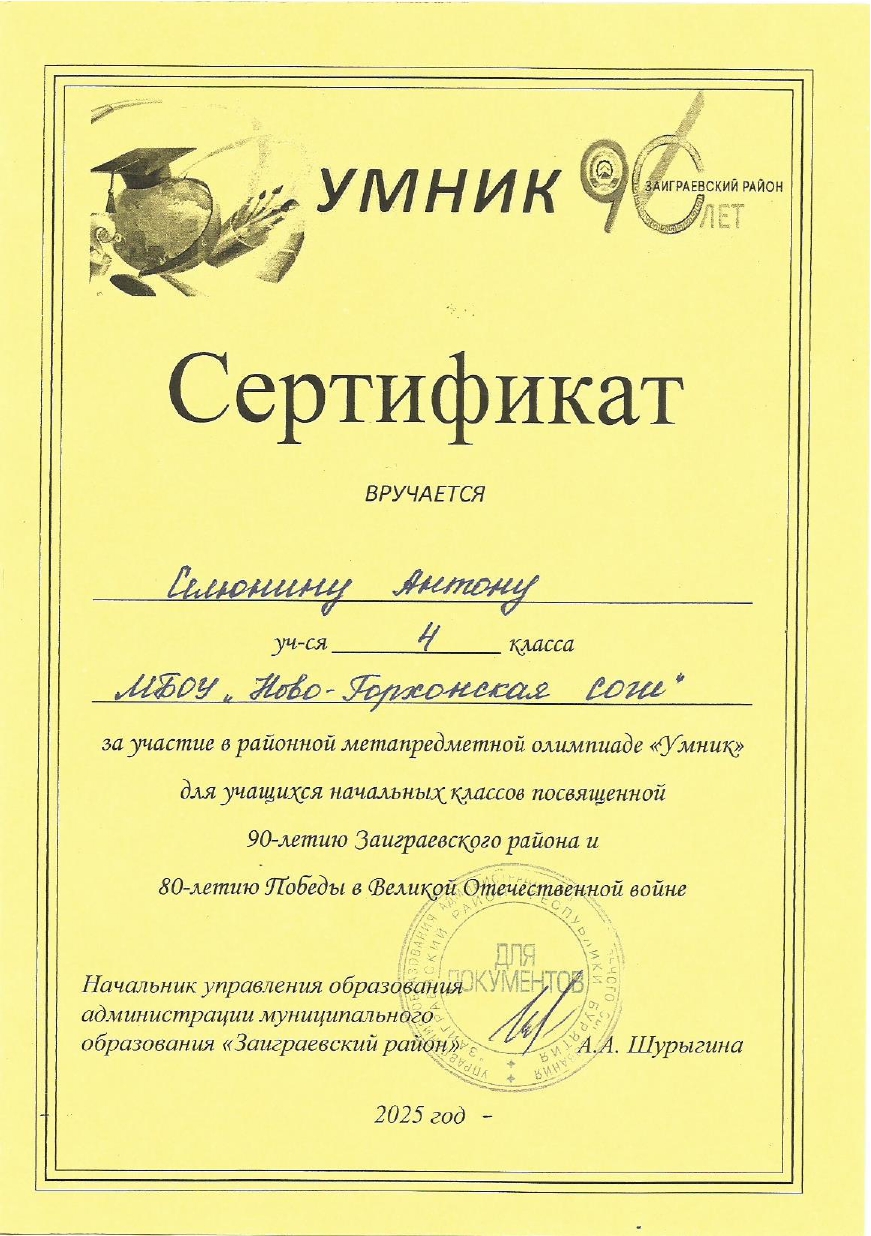 УМНИК
90
ЗАИГРАЕВСКИЙ РАЙОН
ЛЕТ
Сертификат
ВРУЧАЕТСЯ
Селюнину Антону
уч-ся 4 класса
МБОУ „Ново-Горхонская СОШ"
за участие в районной метапредметной олимпиаде «Умник»
для учащихся начальных классов посвященной
90-летию Заиграевского района и
80-летию Победы в Великой Отечественной войне
ДЛЯ
ДОКУМЕНТОВ
Начальник управления образования
администрации муниципального
образования «Заиграевский район» А.А. Шурыгина
2025 год -